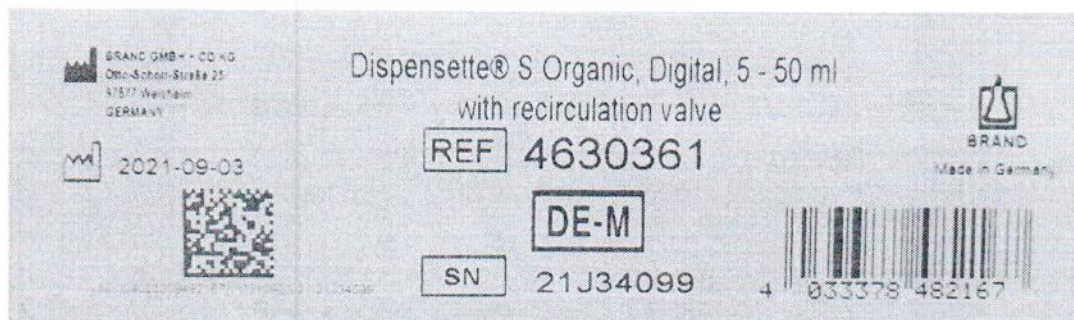 BRAND GMBH + CO KG
Otto-Schott-Straße 25
97877 Wertheim
GERMANY
2021-09-03
Dispensette® S Organic, Digital, 5 - 50 ml
with recirculation valve
REF 4630361
DE-M
SN 21J34099
BRAND
Made in Germany
4 033378 482167